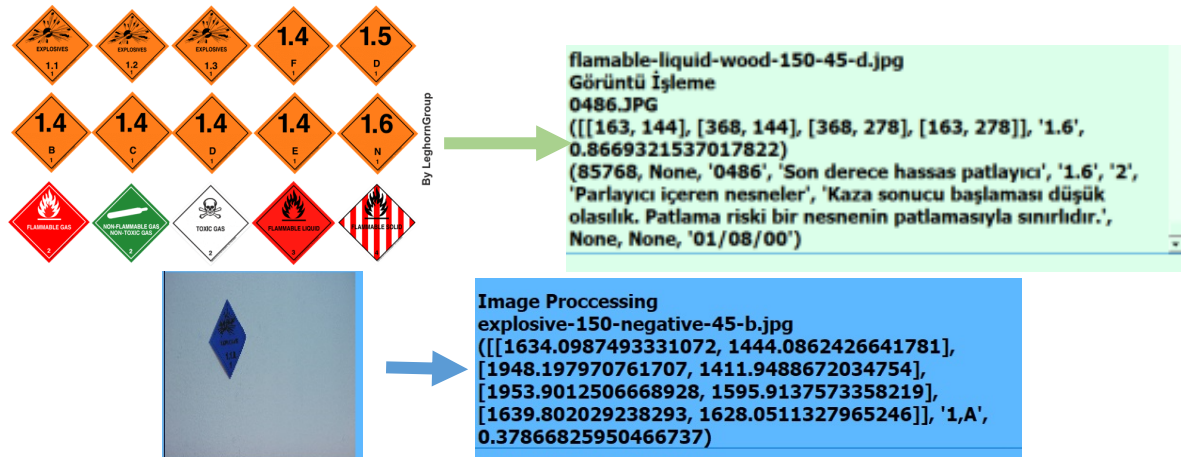 EXPLOSIVES
1.1
1
EXPLOSIVES
1.2
1
EXPLOSIVES
1.3
1
1.4
F
1
1.5
D
1
1.4
B
1
1.4
C
1
1.4
D
1
1.4
E
1
1.6
N
1
FLAMMABLE GAS
2
NON-FLAMMABLE GAS
NON-TOXIC GAS
2
TOXIC GAS
2
FLAMMABLE LIQUID
3
FLAMMABLE SOLID
By LeghornGroup
flamable-liquid-wood-150-45-d.jpg
Görüntü İşleme
0486.JPG
([[163, 144], [368, 144], [368, 278], [163, 278]], '1.6',
0.8669321537017822)
(85768, None, '0486', 'Son derece hassas patlayıcı', '1.6', '2',
'Parlayıcı içeren nesneler', 'Kaza sonucu başlaması düşük
olasılık. Patlama riski bir nesnenin patlamasıyla sınırlıdır.',
None, None, '01/08/00')
Image Proccessing
explosive-150-negative-45-b.jpg
([[1634.0987493331072, 1444.0862426641781],
[1948.197970761707, 1411.9488672034754],
[1953.9012506668928, 1595.9137573358219],
[1639.802029238293, 1628.0511327965246]], '1,A',
0.37866825950466737)